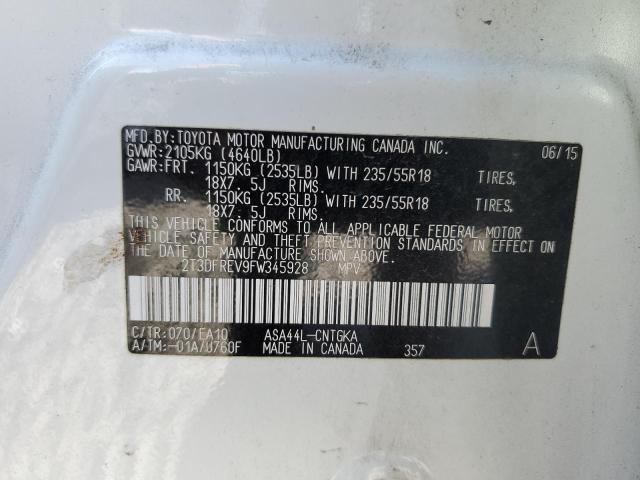 MFD.BY:TOYOTA MOTOR MANUFACTURING CANADA INC. 06/15
GVWR:2105KG (4640LB)
GAWR:FRT. 1150KG (2535LB) WITH 235/55R18 TIRES,
18X7. 5J RIMS.
RR. 1150KG (2535LB) WITH 235/55R18 TIRES,
18X7. 5J RIMS.
THIS VEHICLE CONFORMS TO ALL APPLICABLE FEDERAL MOTOR
VEHICLE SAFETY AND THEFT PREVENTION STANDARDS IN EFFECT ON
THE DATE OF MANUFACTURE SHOWN ABOVE.
2T3DFREV9FW345928 MPV
C/TR:070/EA10 ASA44L-CNTGKA
A/TM:-01A/U760F MADE IN CANADA 357 A